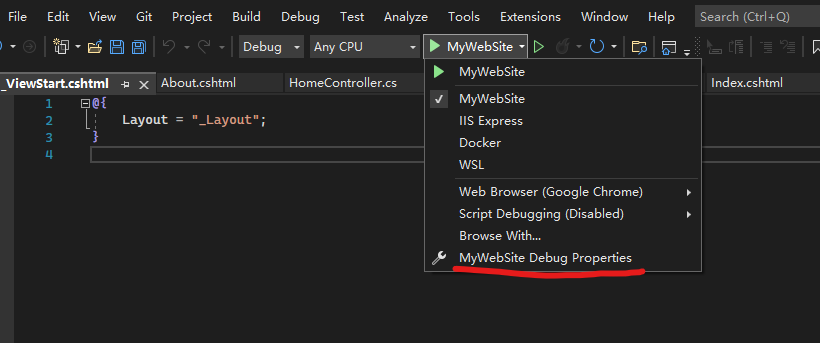 File Edit View Git Project Build Debug Test Analyze Tools Extensions Window Help Search (Ctrl+Q)
Debug Any CPU MyWebSite
_ViewStart.cshtml About.cshtml HomeController.cs Index.cshtml
1 @{
2 Layout = "_Layout";
3 }
4
MyWebSite
MyWebSite
IIS Express
Docker
WSL
Web Browser (Google Chrome)
Script Debugging (Disabled)
Browse With...
MyWebSite Debug Properties